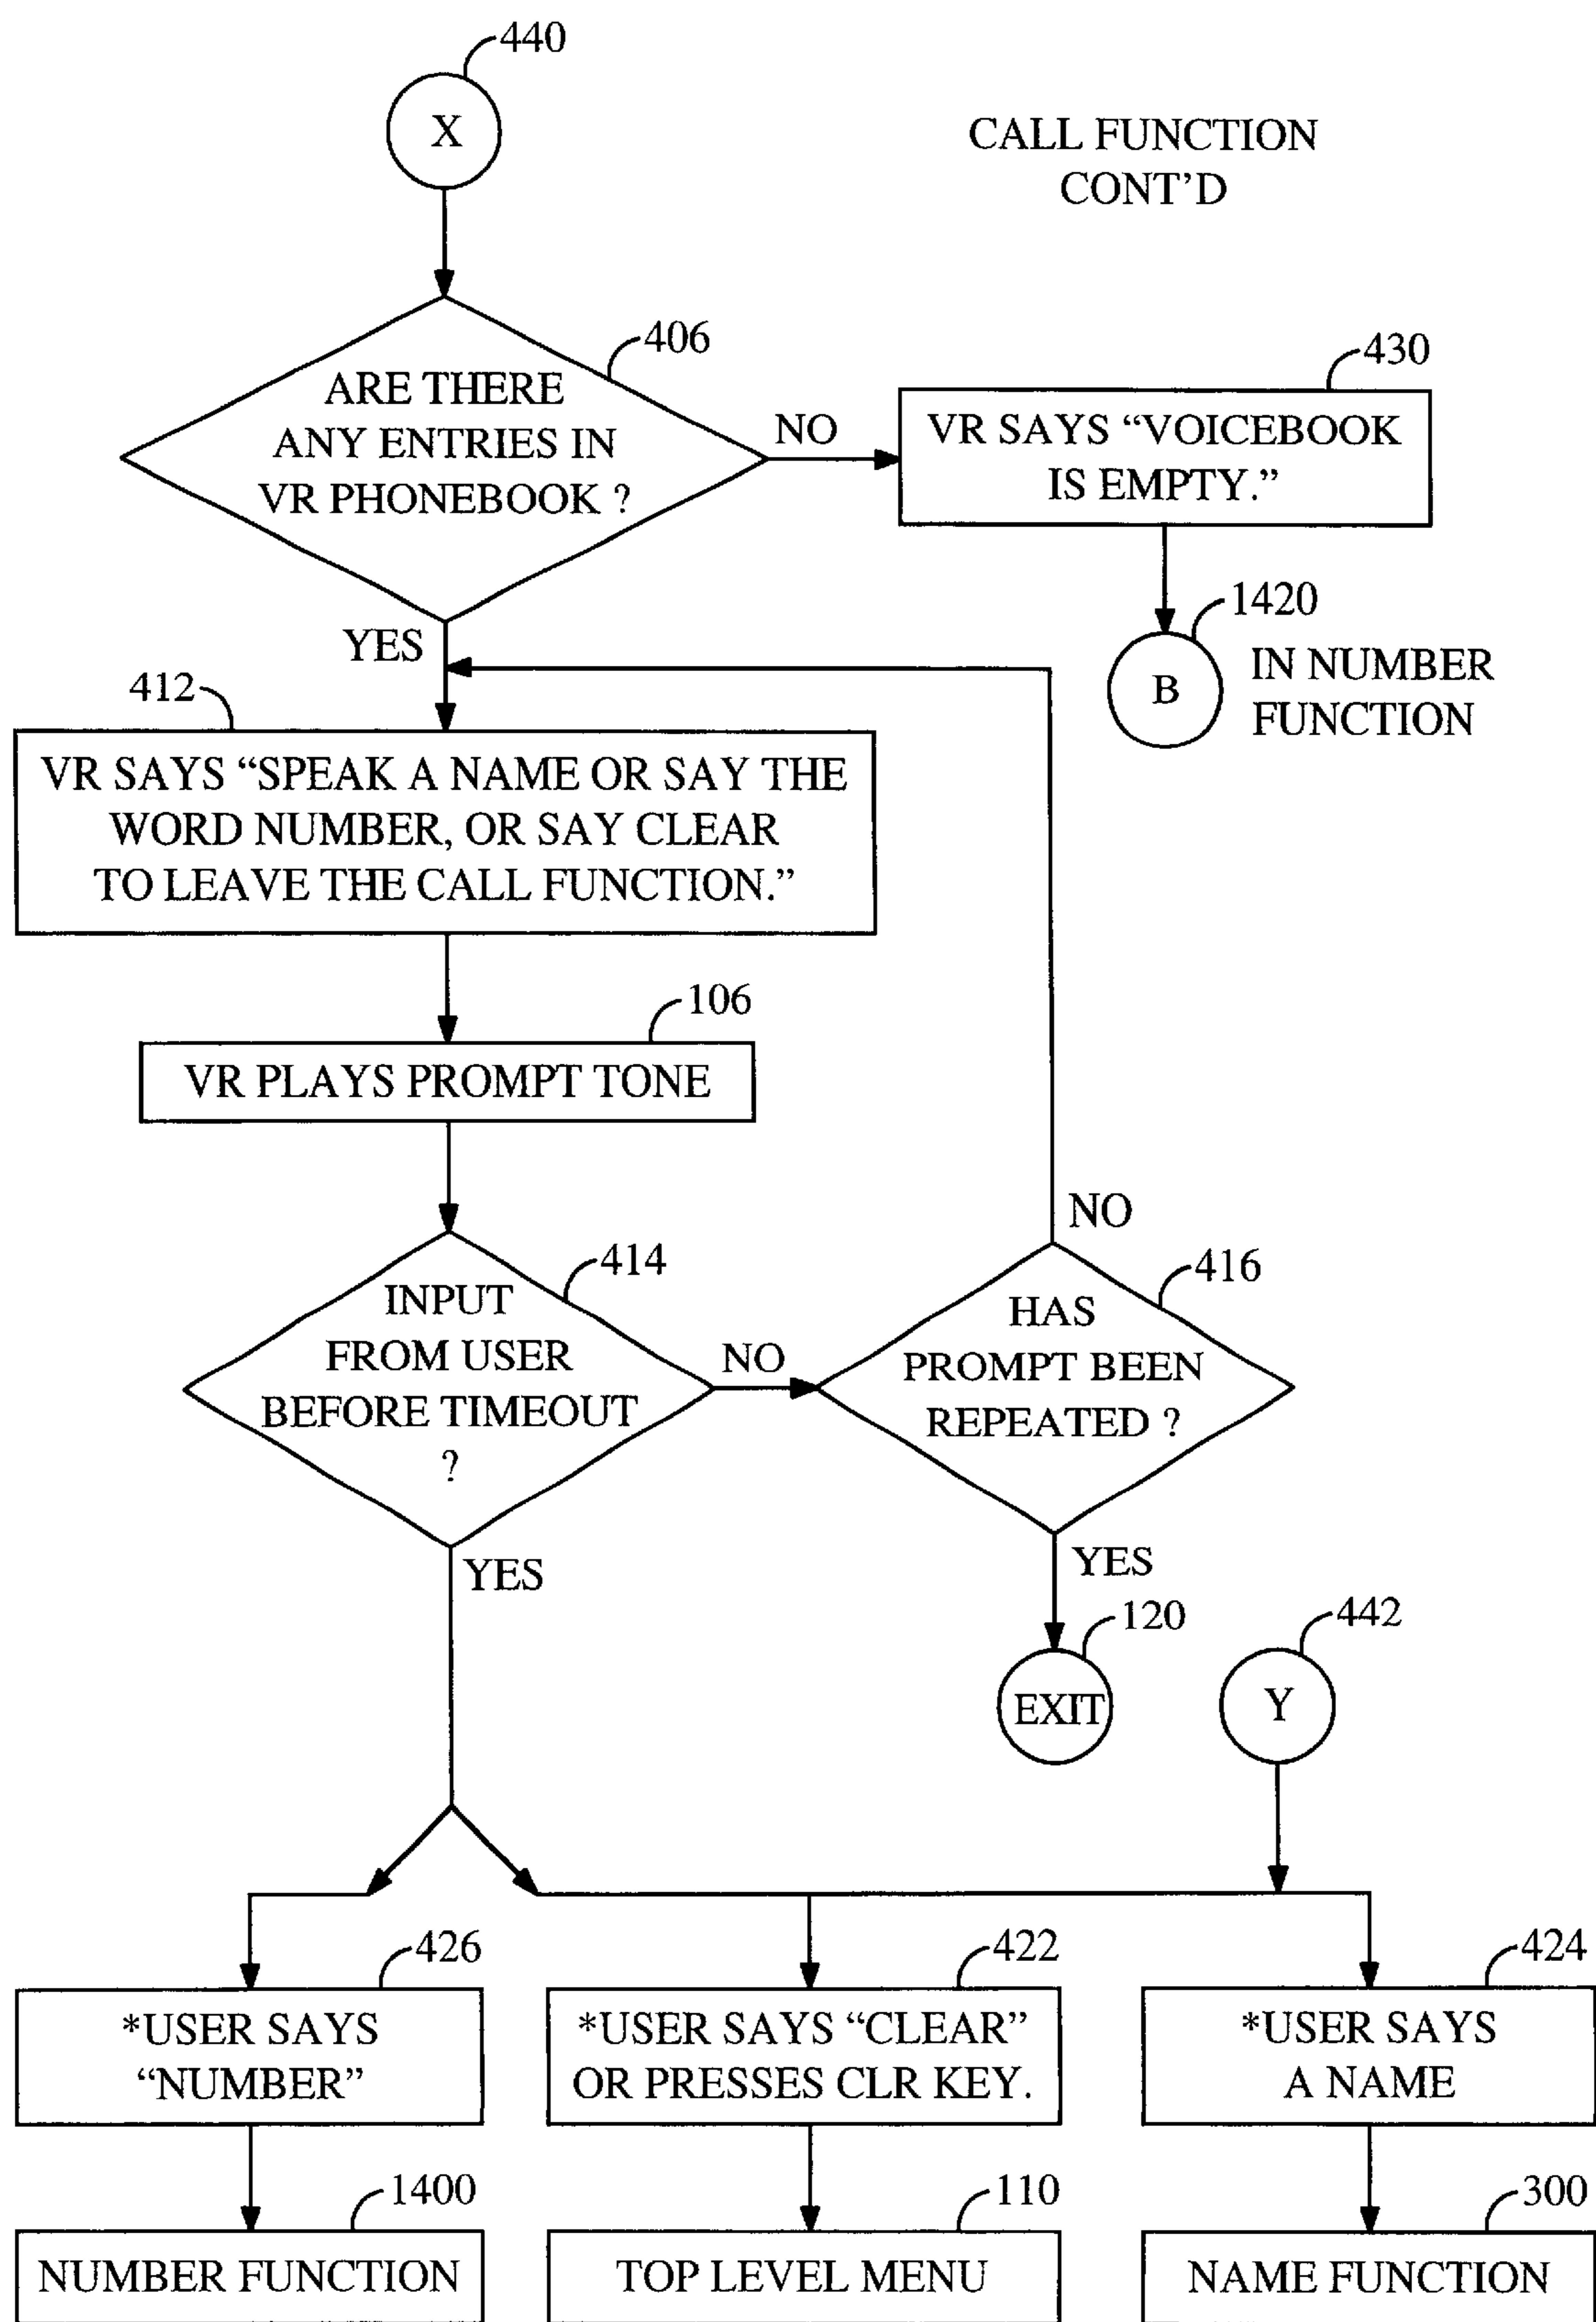 440
X
CALL FUNCTION
CONT’D
406
ARE THERE
ANY ENTRIES IN
VR PHONEBOOK ?
NO
430
VR SAYS “VOICEBOOK
IS EMPTY.”
YES
1420
B
IN NUMBER
FUNCTION
412
VR SAYS “SPEAK A NAME OR SAY THE
WORD NUMBER, OR SAY CLEAR
TO LEAVE THE CALL FUNCTION.”
106
VR PLAYS PROMPT TONE
414
INPUT
FROM USER
BEFORE TIMEOUT
?
NO
NO
416
HAS
PROMPT BEEN
REPEATED ?
YES
YES
120
EXIT
442
Y
426
*USER SAYS
“NUMBER”
422
*USER SAYS “CLEAR”
OR PRESSES CLR KEY.
424
*USER SAYS
A NAME
1400
NUMBER FUNCTION
110
TOP LEVEL MENU
300
NAME FUNCTION